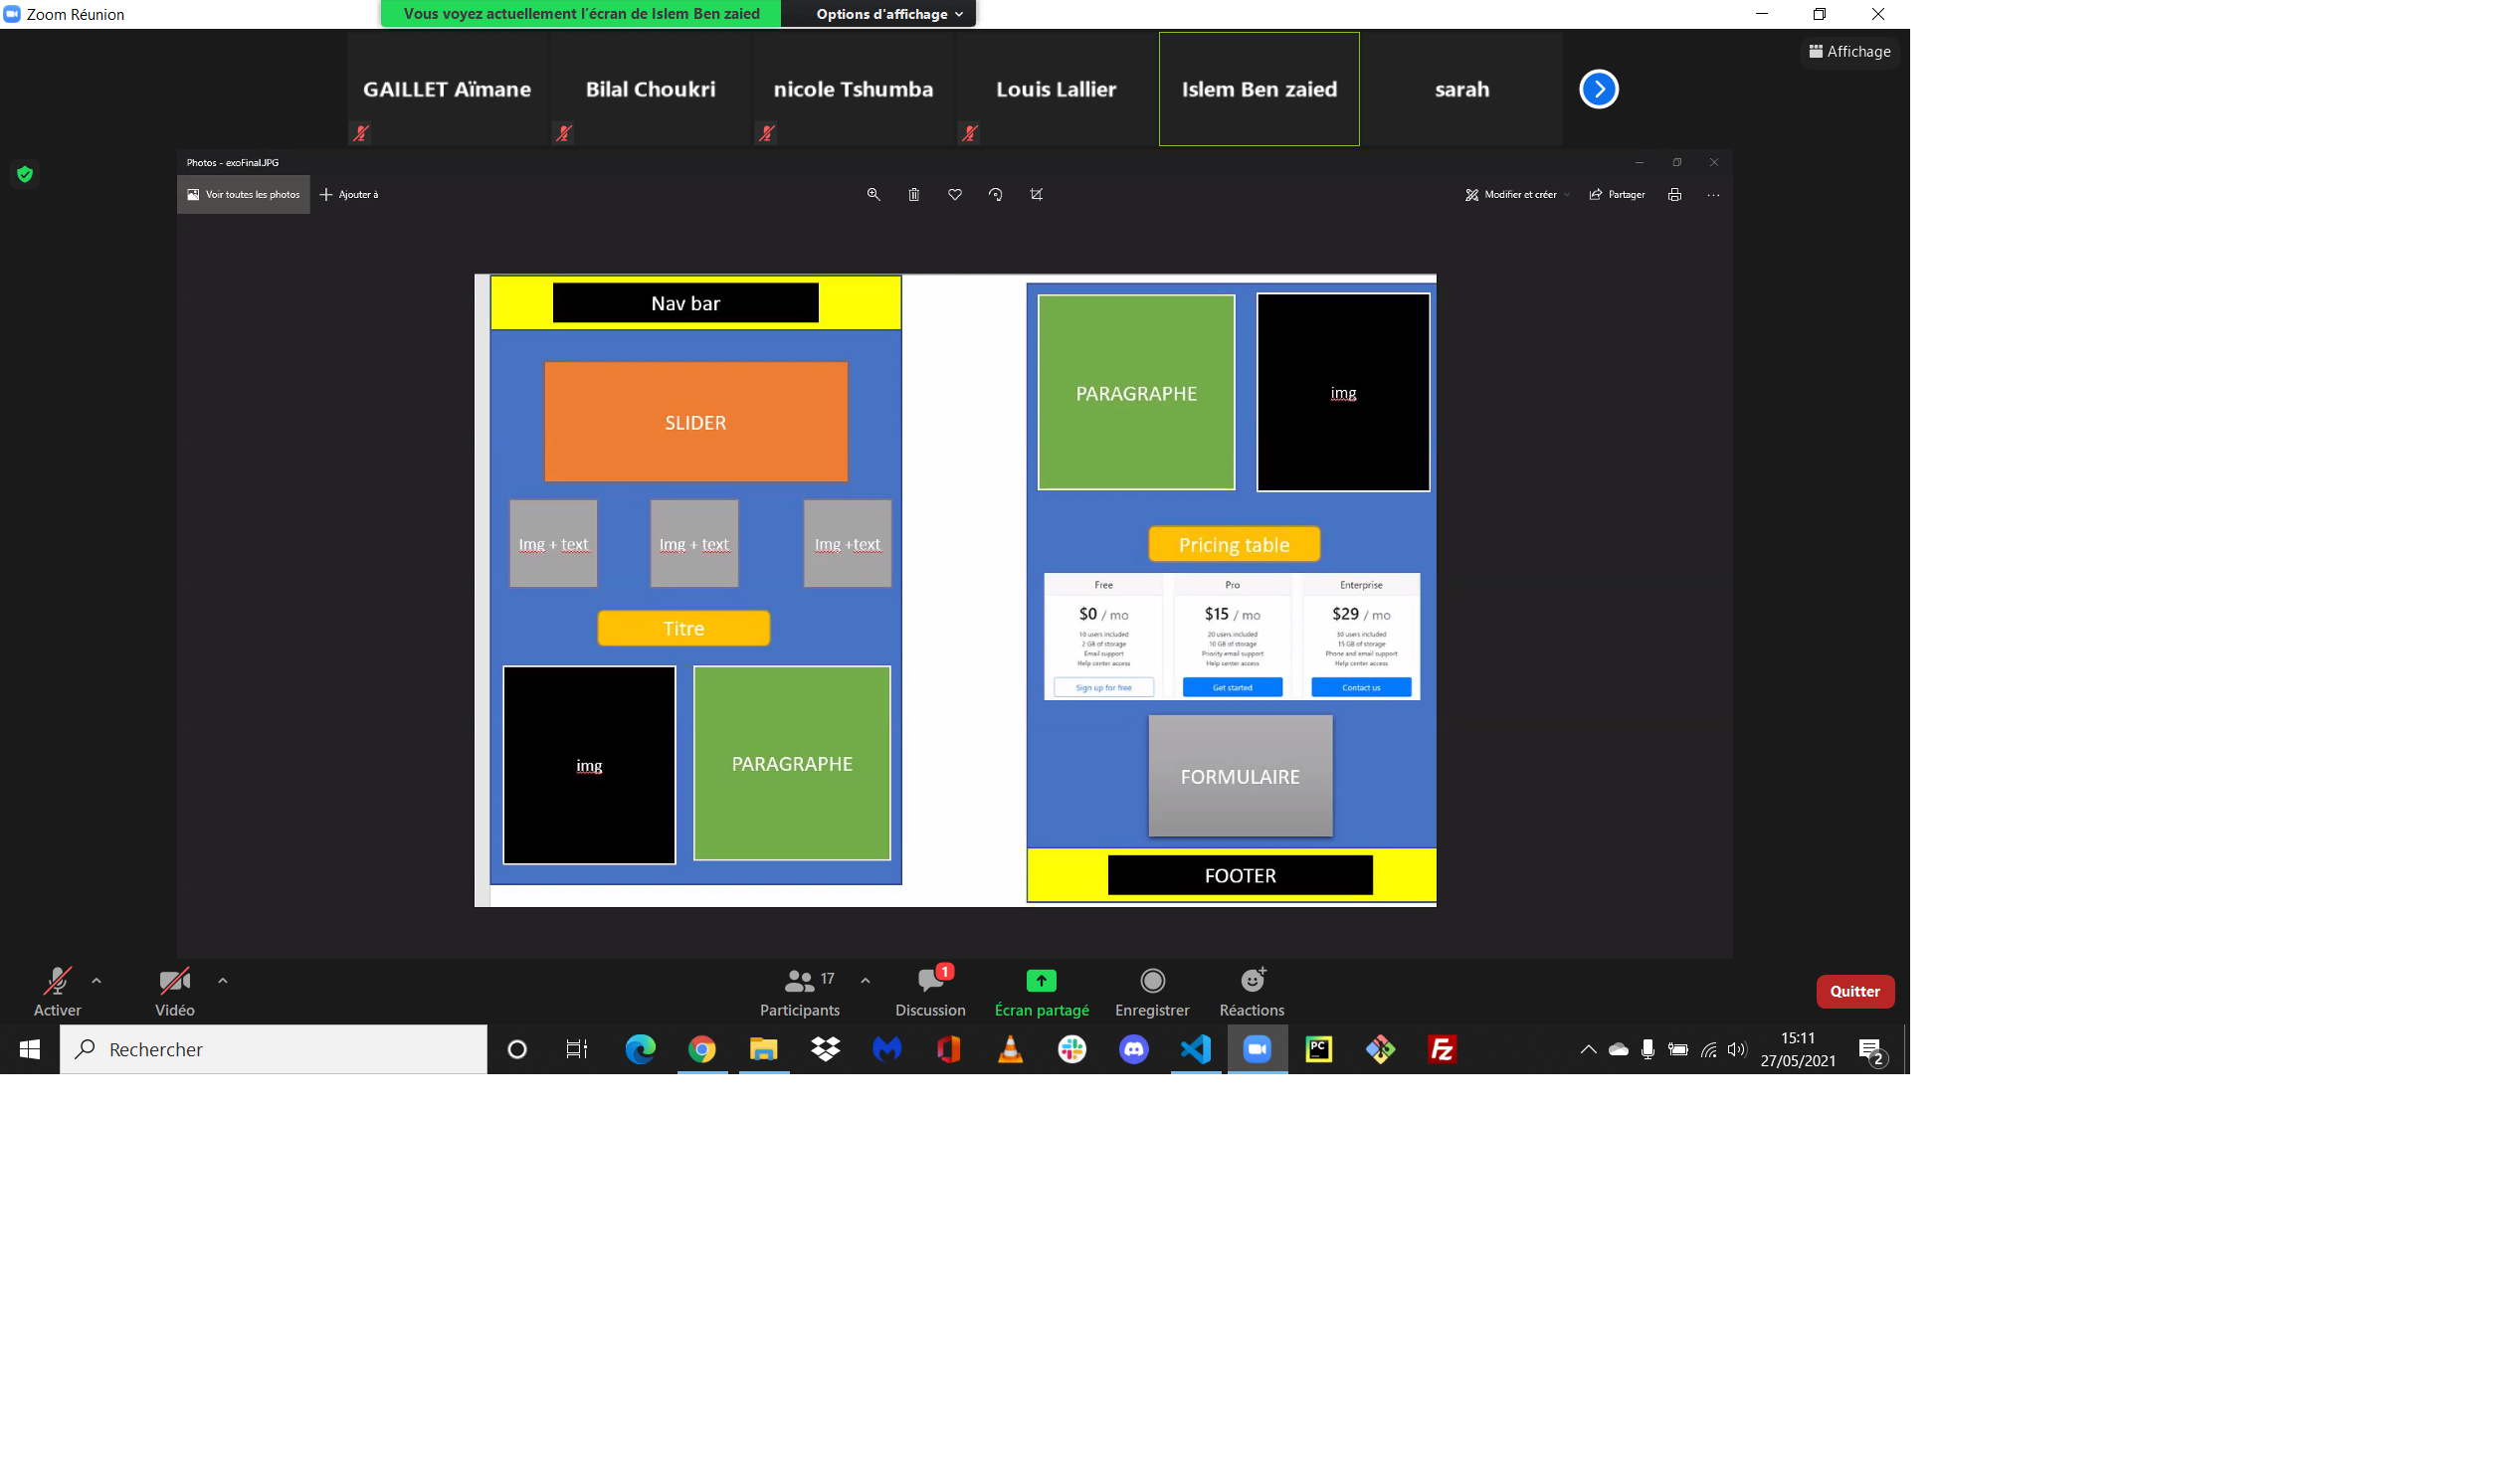 Zoom Réunion
Vous voyez actuellement l'écran de Islem Ben zaied
Options d'affichage
Affichage
GAILLET Aïmane
Bilal Choukri
nicole Tshumba
Louis Lallier
Islem Ben zaied
sarah
Photos - exoFinal.JPG
Voir toutes les photos
Ajouter à
Modifier et créer
Partager
Nav bar
SLIDER
Img + text
Img + text
Img +text
Titre
img
PARAGRAPHE
PARAGRAPHE
img
Pricing table
Free
$0 / mo
10 users included
2 GB of storage
Email support
Help center access
Sign up for free
Pro
$15 / mo
20 users included
10 GB of storage
Priority email support
Help center access
Get started
Enterprise
$29 / mo
30 users included
15 GB of storage
Phone and email support
Help center access
Contact us
FORMULAIRE
FOOTER
Activer
Vidéo
17
Participants
1
Discussion
Écran partagé
Enregistrer
Réactions
Quitter
Rechercher
PC
FZ
15:11
27/05/2021
2